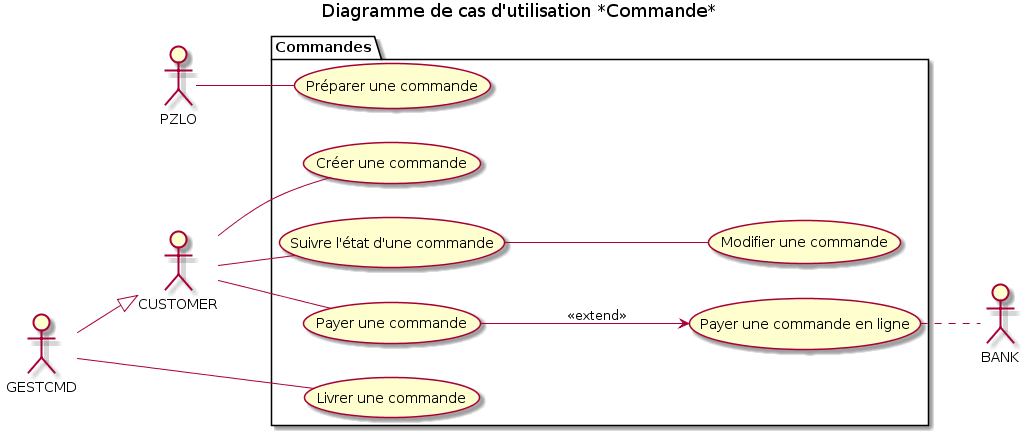 Diagramme de cas d'utilisation *Commande*
Commandes
Préparer une commande
PZLO
Créer une commande
Suivre l'état d'une commande
Modifier une commande
CUSTOMER
Payer une commande
«extend»
Payer une commande en ligne
BANK
GESTCMD
Livrer une commande